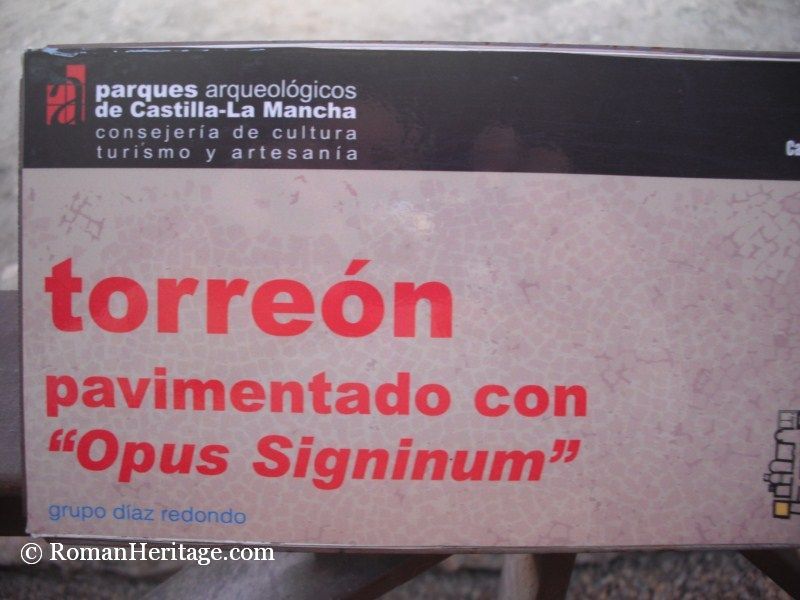 parques arqueológicos
de Castilla-La Mancha
consejería de cultura
turismo y artesanía
torreón
pavimentado con
“Opus Signinum”
grupo díaz redondo
© RomanHeritage.com